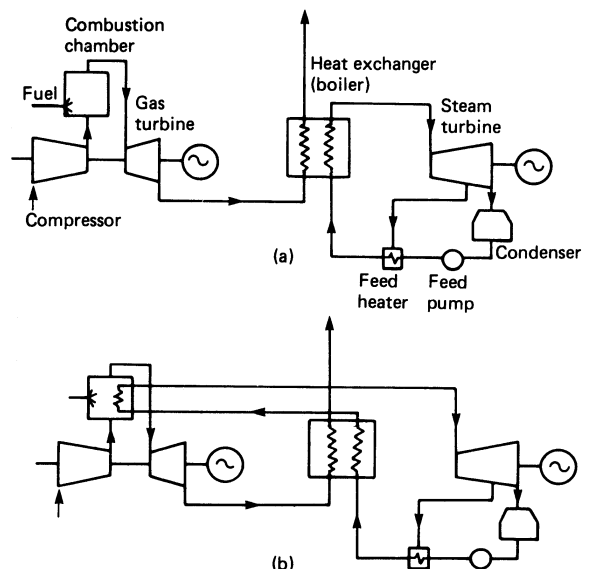 Combustion
chamber
Fuel
Gas
turbine
Compressor
Heat exchanger
(boiler)
Steam
turbine
Condenser
Feed
heater
Feed
pump
(a)
(b)